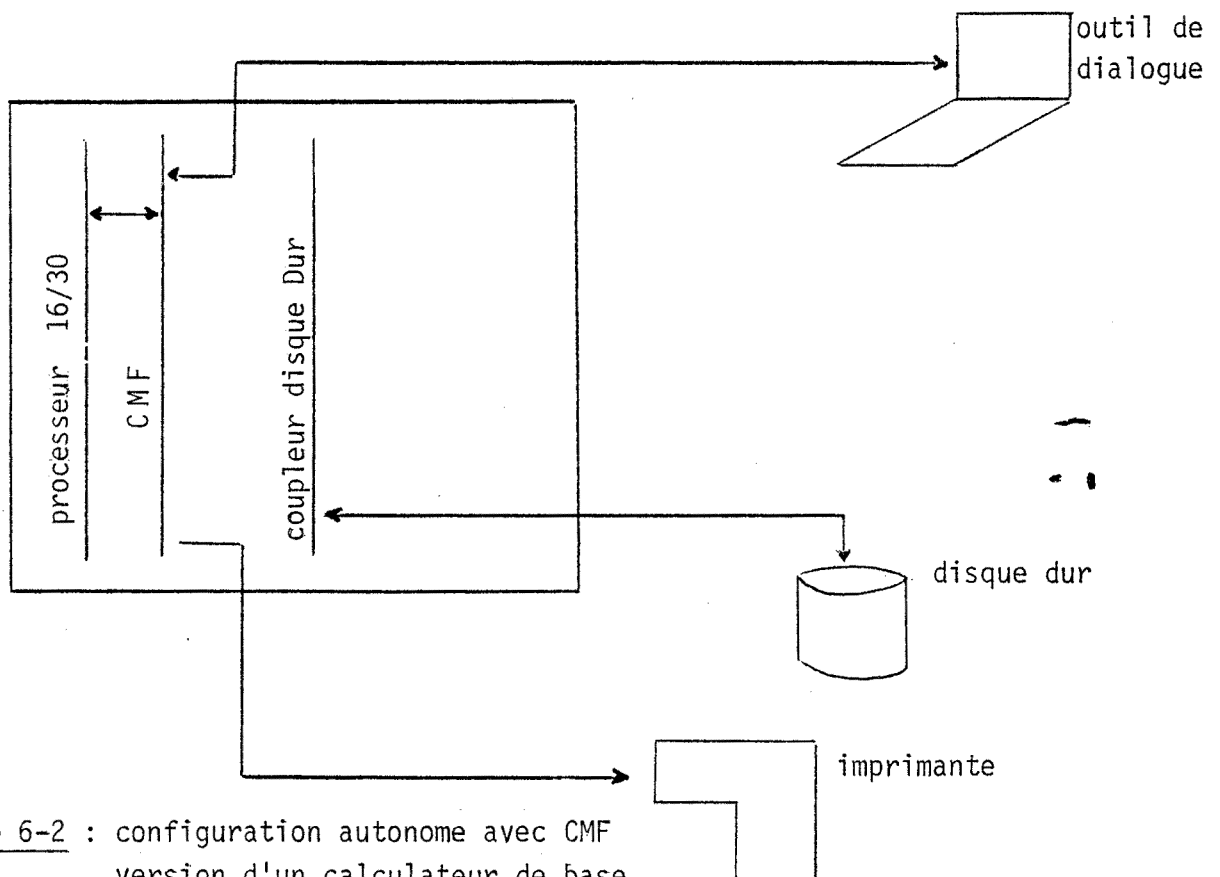 outil de
dialogue
processeur 16/30
CMF
coupleur disque Dur
disque dur
imprimante
6-2 : configuration autonome avec CMF
version d'un calculateur de base